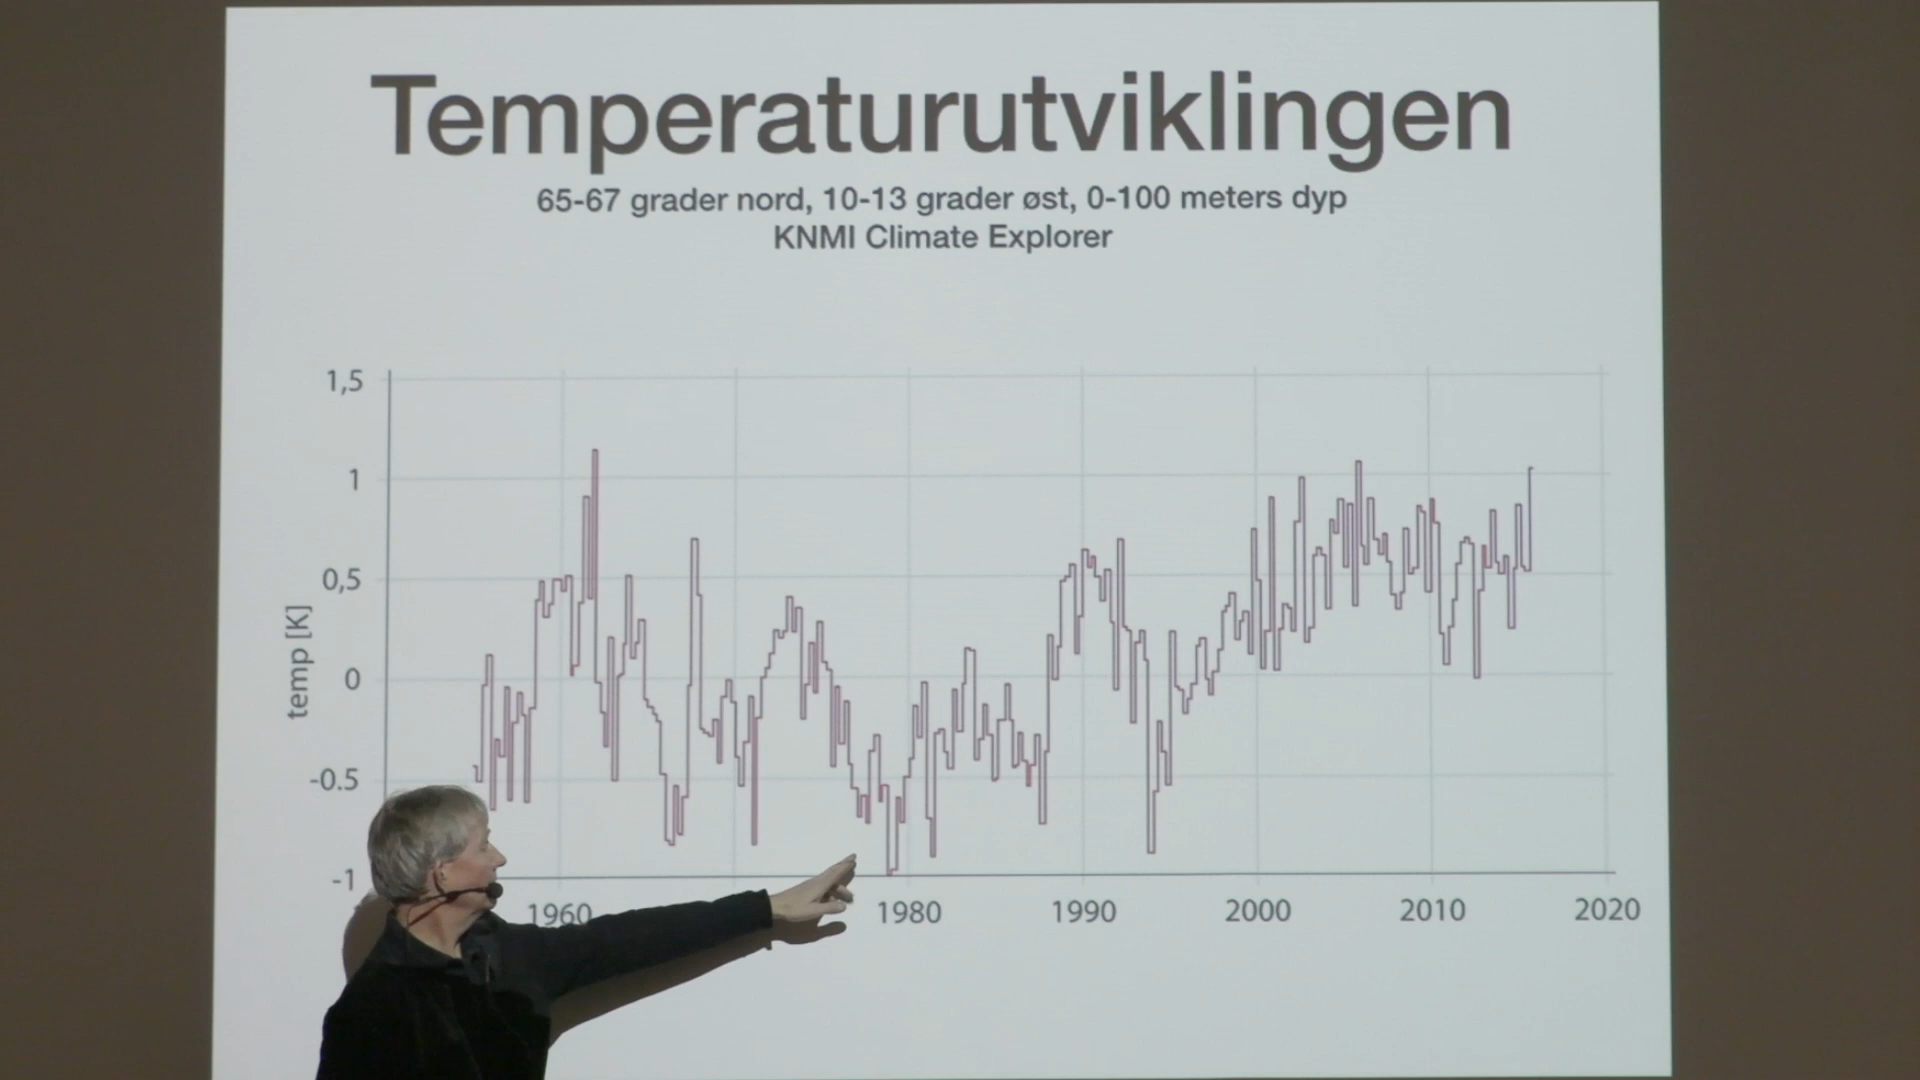 Temperaturutviklingen
65-67 grader nord, 10-13 grader øst, 0-100 meters dyp
KNMI Climate Explorer
1,5
1
0,5
0
-0.5
-1
temp [K]
1960 1980 1990 2000 2010 2020